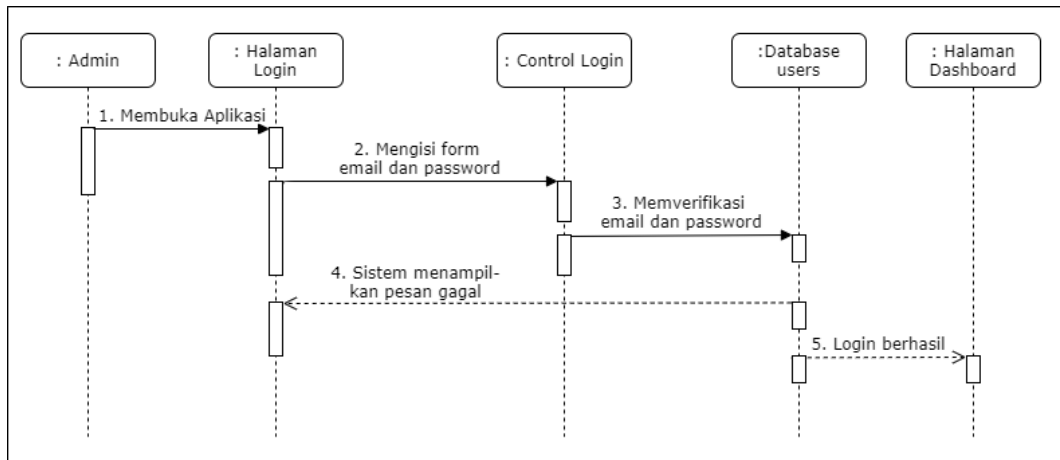 : Admin
: Halaman
Login
: Control Login
:Database
users
: Halaman
Dashboard
1. Membuka Aplikasi
2. Mengisi form
email dan password
3. Memverifikasi
email dan password
4. Sistem menampil-
kan pesan gagal
5. Login berhasil